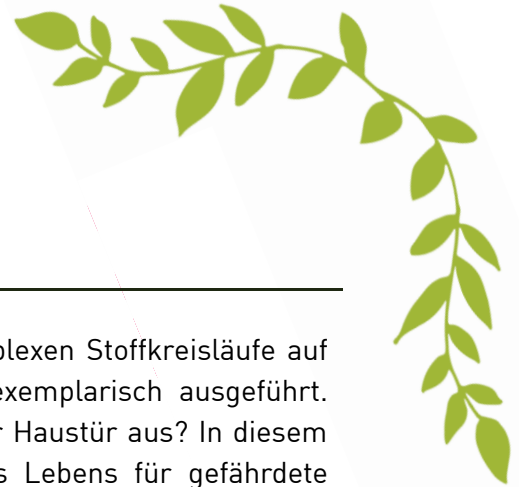 plexen Stoffkreisläufe auf
exemplarisch ausgeführt.
r Haustür aus? In diesem
s Lebens für gefährdete